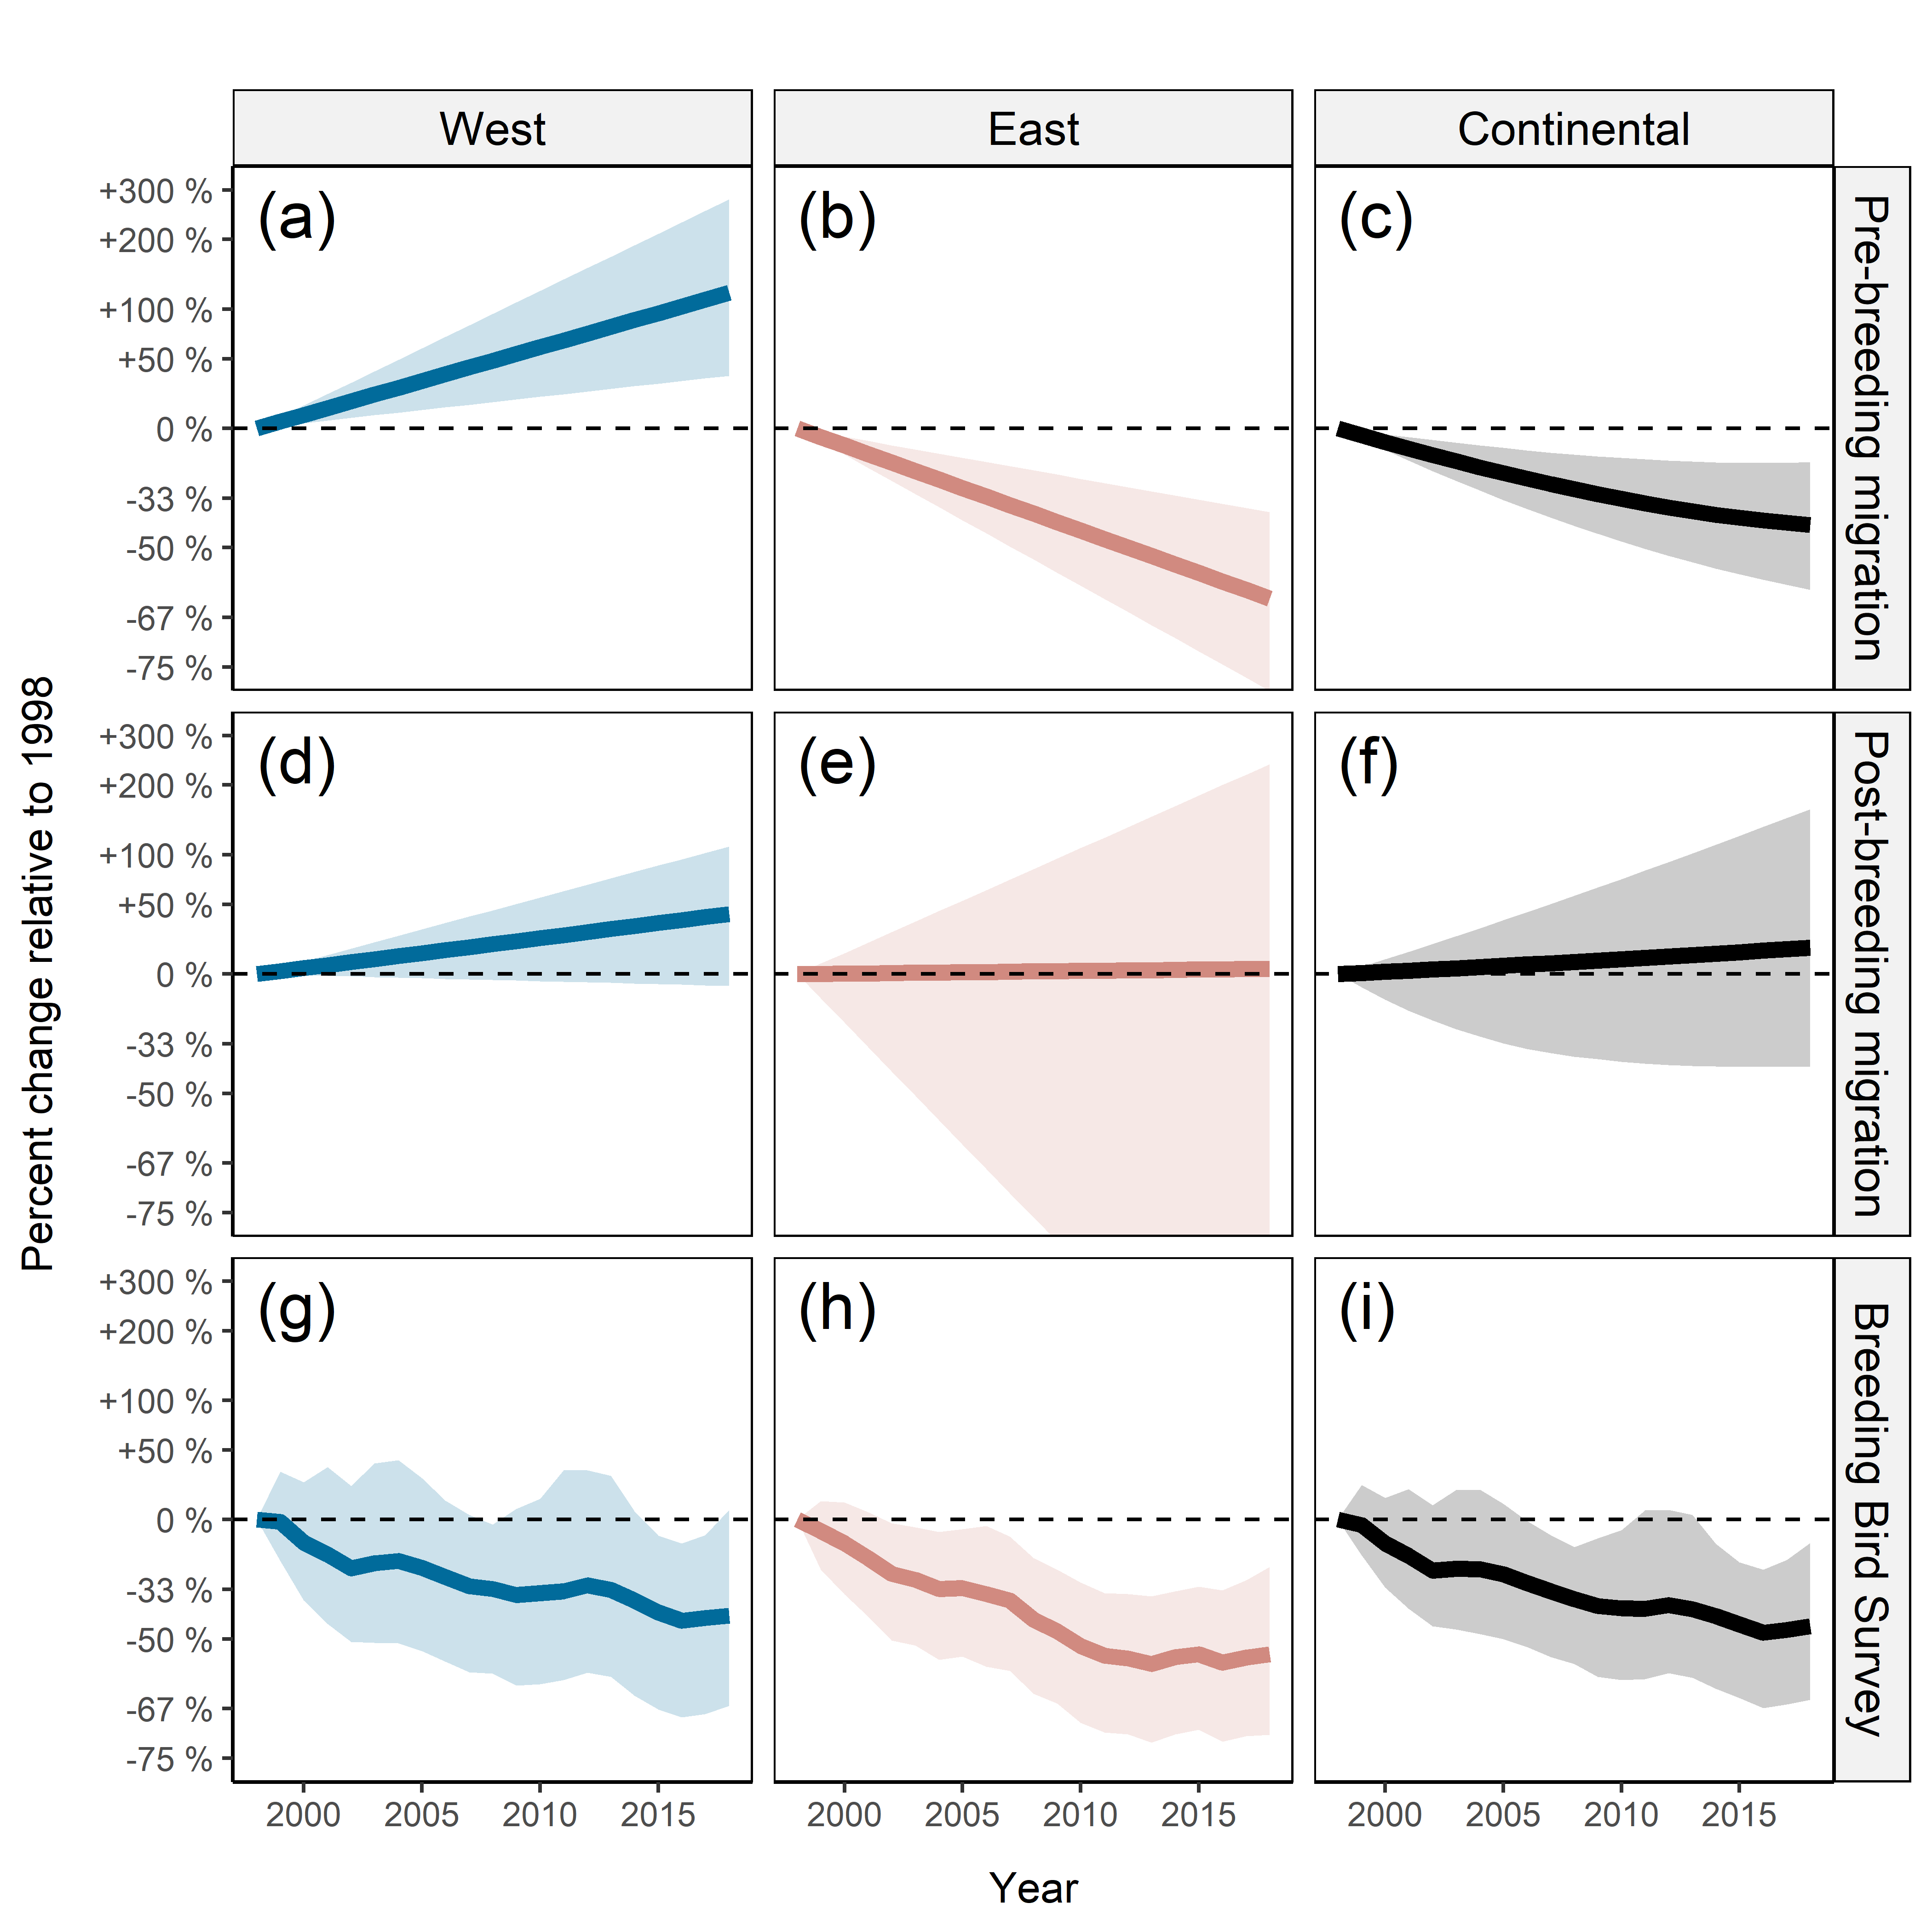 West East Continental
+300 %
+200 %
+100 %
+50 %
0 %
-33 %
-50 %
-67 %
-75 %
(a) (b) (c)
Pre-breeding migration
+300 %
+200 %
+100 %
+50 %
0 %
-33 %
-50 %
-67 %
-75 %
(d) (e) (f)
Post-breeding migration
+300 %
+200 %
+100 %
+50 %
0 %
-33 %
-50 %
-67 %
-75 %
(g) (h) (i)
Breeding Bird Survey
Percent change relative to 1998
2000 2005 2010 2015 2000 2005 2010 2015 2000 2005 2010 2015
Year